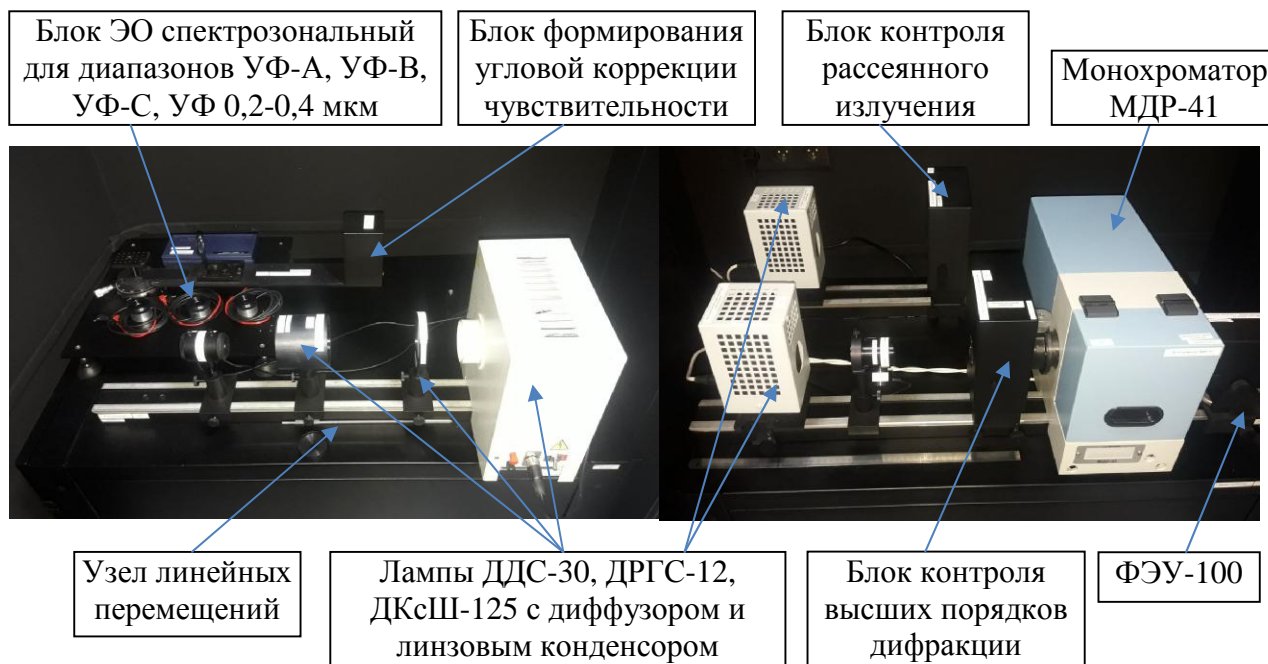 Блок ЭО спектрозональный
для диапазонов УФ-А, УФ-В,
УФ-С, УФ 0,2-0,4 мкм
Блок формирования
угловой коррекции
чувствительности
Блок контроля
рассеянного
излучения
Монохроматор
МДР-41
Узел линейных
перемещений
Лампы ДДС-30, ДРГС-12,
ДКсШ-125 с диффузором и
линзовым конденсором
Блок контроля
высших порядков
дифракции
ФЭУ-100